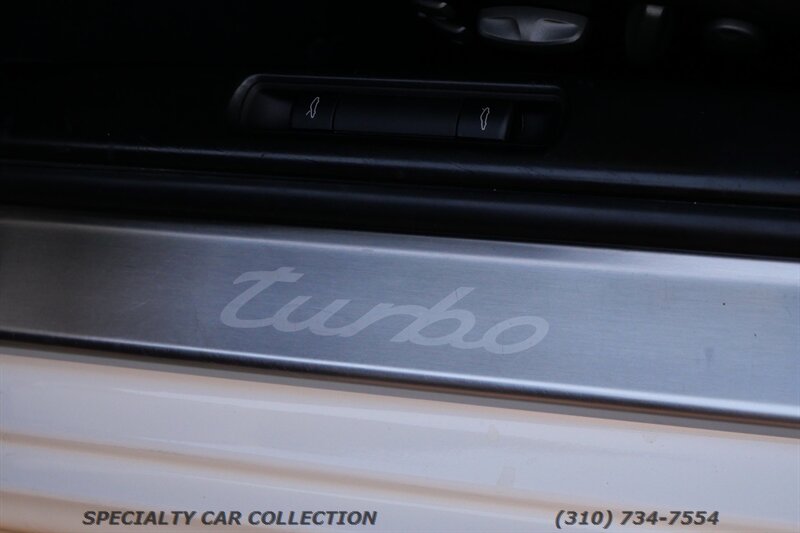 turbo
SPECIALTY CAR COLLECTION (310) 734-7554